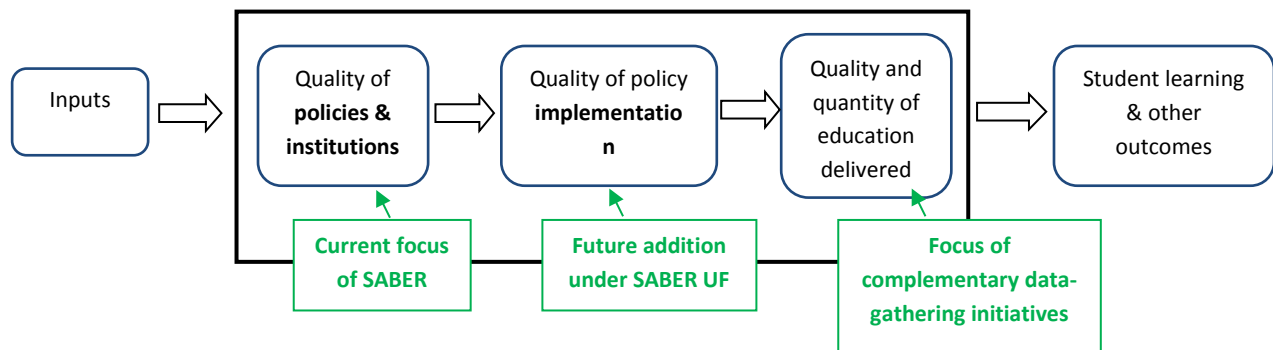 Inputs
Quality of
policies &
institutions
Quality of policy
implementatio
n
Quality and
quantity of
education
delivered
Student learning
& other
outcomes
Current focus
of SABER
Future addition
under SABER UF
Focus of
complementary data-
gathering initiatives